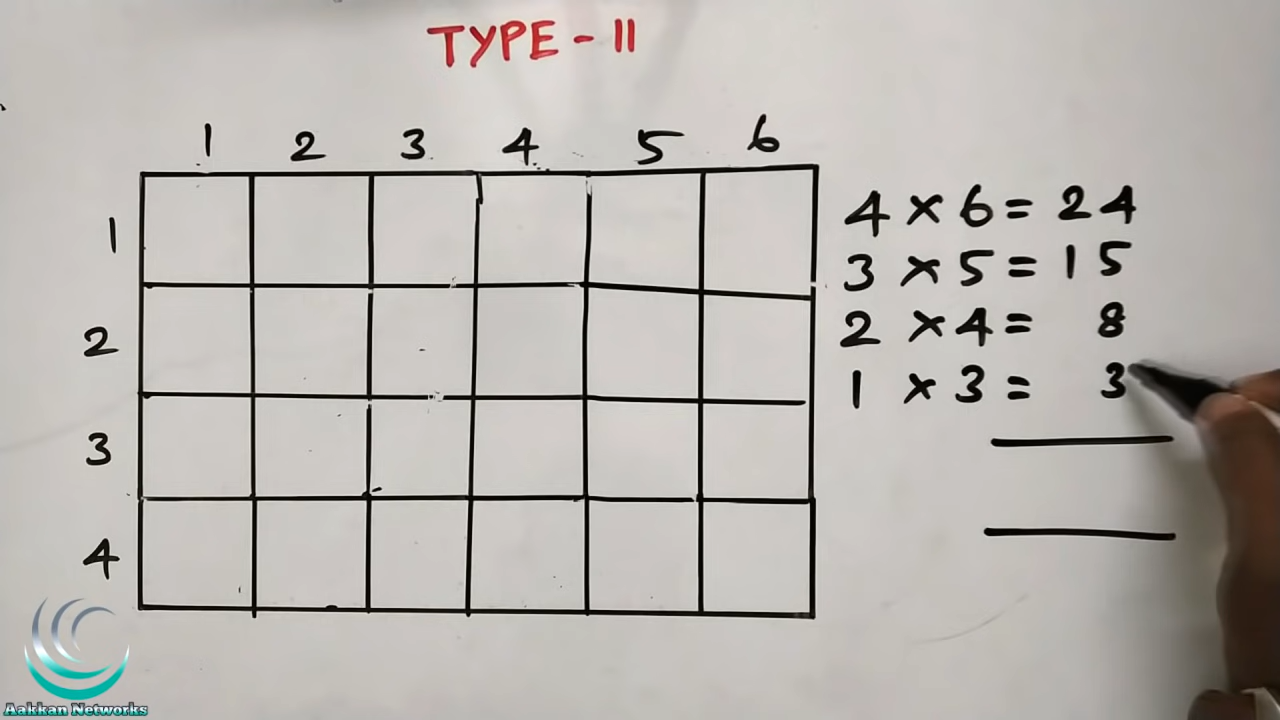 TYPE - II
1 2 3 4 5 6
1
2
3
4
4 × 6 = 24
3 × 5 = 15
2 × 4 = 8
1 × 3 = 3
Aakkan Networks